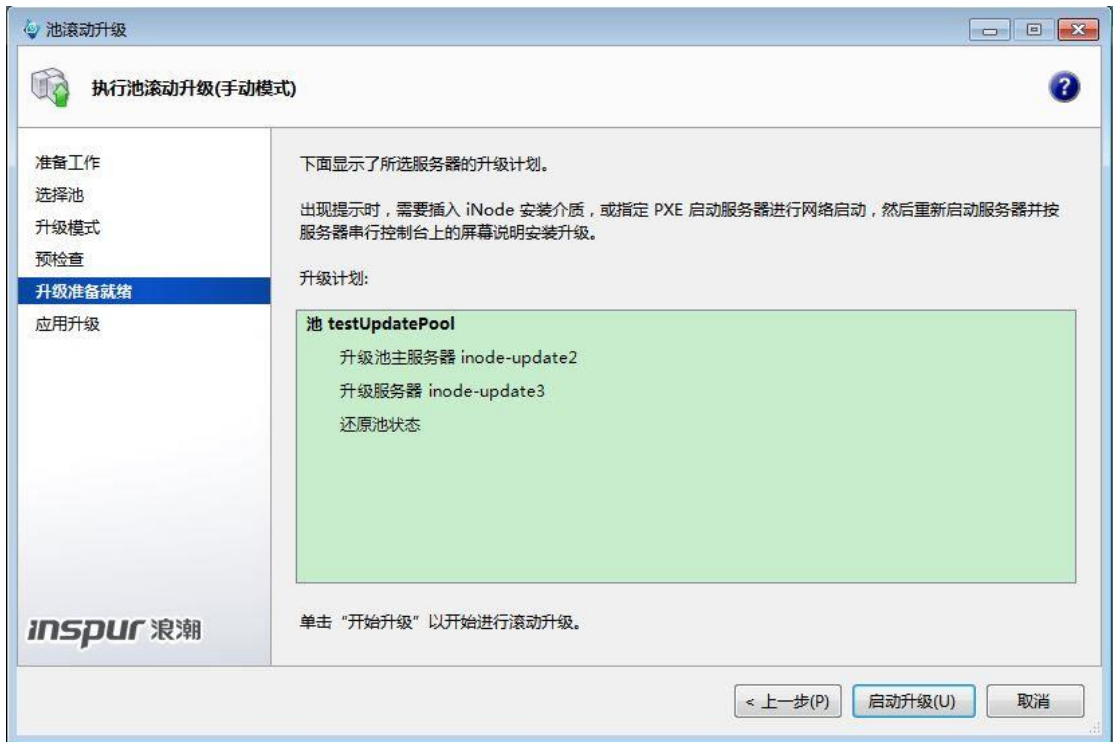 池滚动升级
执行池滚动升级(手动模式)
?
准备工作
选择池
升级模式
预检查
升级准备就绪
应用升级
下面显示了所选服务器的升级计划。
出现提示时，需要插入 iNode 安装介质，或指定 PXE 启动服务器进行网络启动，然后重新启动服务器并按
服务器串行控制台上的屏幕说明安装升级。
升级计划:
池 testUpdatePool
升级池主服务器 inode-update2
升级服务器 inode-update3
还原池状态
inspur 浪潮
单击“开始升级”以开始进行滚动升级。
< 上一步(P)
启动升级(U)
取消